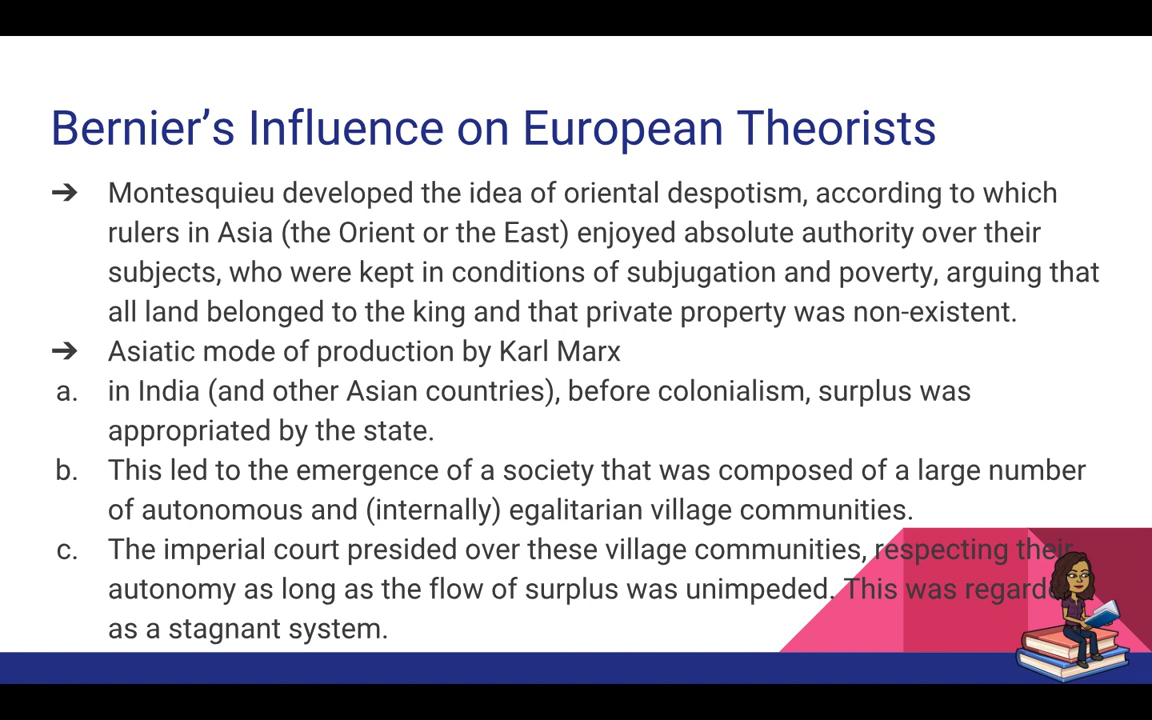 Bernier’s Influence on European Theorists
➔ Montesquieu developed the idea of oriental despotism, according to which
rulers in Asia (the Orient or the East) enjoyed absolute authority over their
subjects, who were kept in conditions of subjugation and poverty, arguing that
all land belonged to the king and that private property was non-existent.
➔ Asiatic mode of production by Karl Marx
a. in India (and other Asian countries), before colonialism, surplus was
appropriated by the state.
b. This led to the emergence of a society that was composed of a large number
of autonomous and (internally) egalitarian village communities.
c. The imperial court presided over these village communities, respecting their
autonomy as long as the flow of surplus was unimpeded. This was
as a stagnant system.